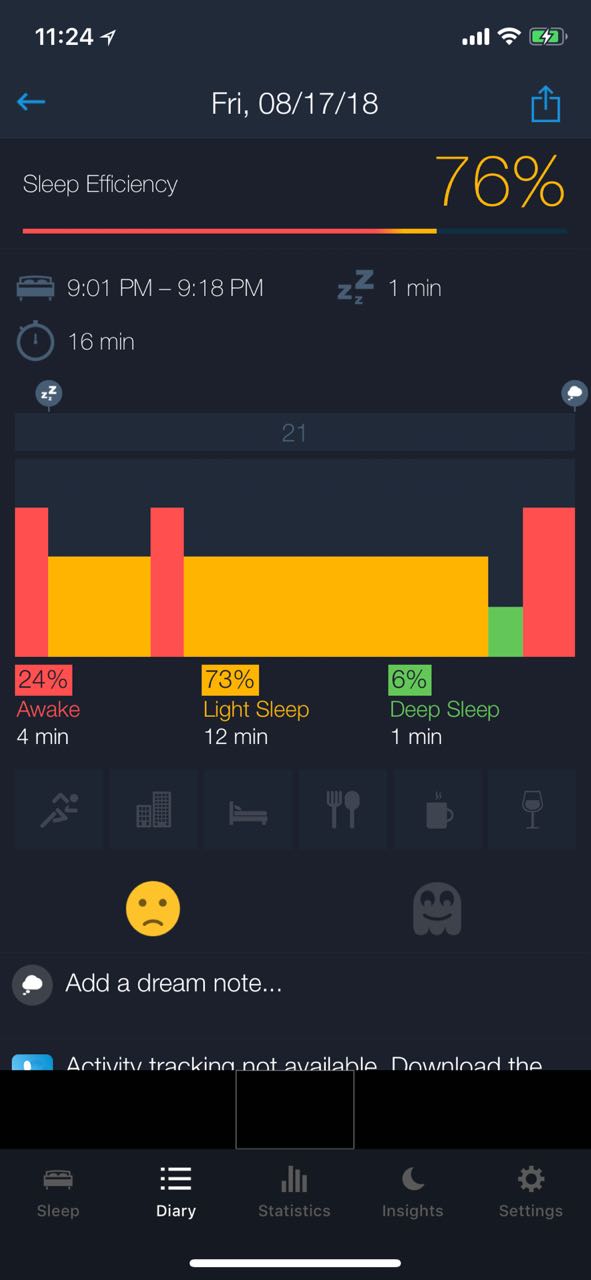 11:24
Fri, 08/17/18
Sleep Efficiency
76%
9:01 PM – 9:18 PM
1 min
16 min
21
24%
73%
6%
Awake
Light Sleep
Deep Sleep
4 min
12 min
1 min
Add a dream note...
Activity tracking not available. Download the
Sleep
Diary
Statistics
Insights
Settings